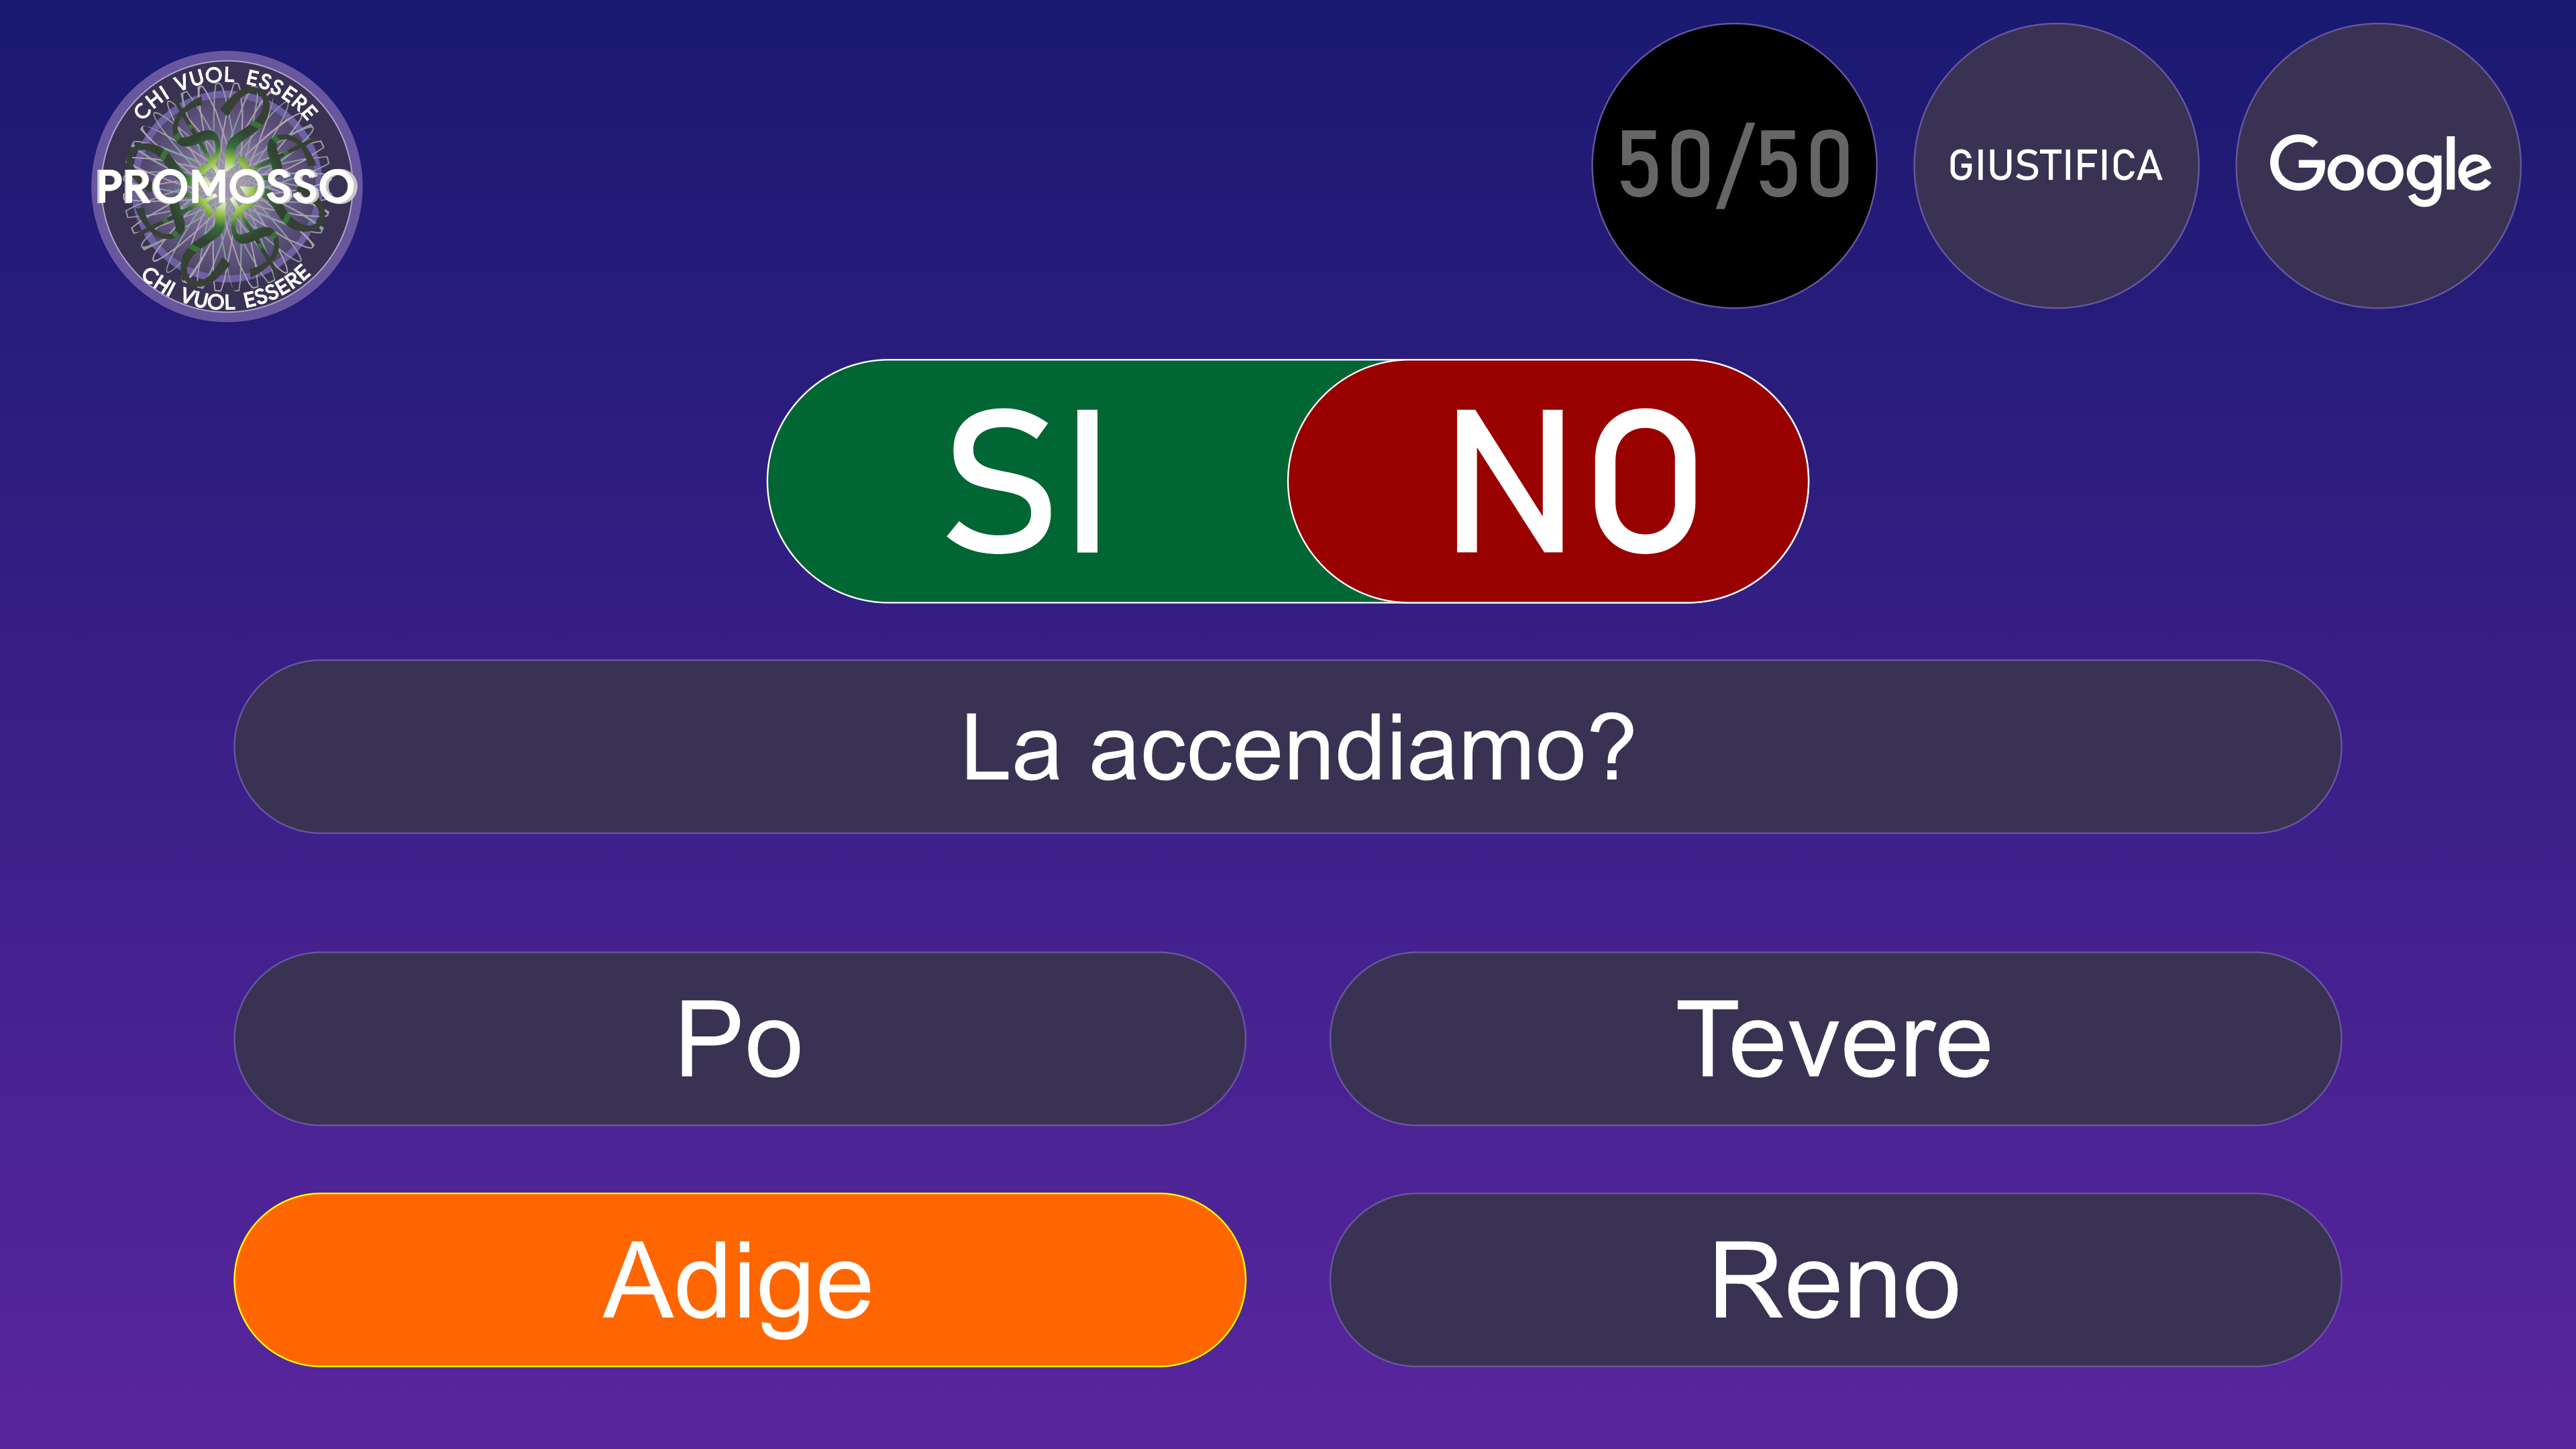 CHI VUOL ESSERE
PROMOSSO
CHI VUOL ESSERE
50/50
GIUSTIFICA
Google
SI
NO
La accendiamo?
Po
Tevere
Adige
Reno